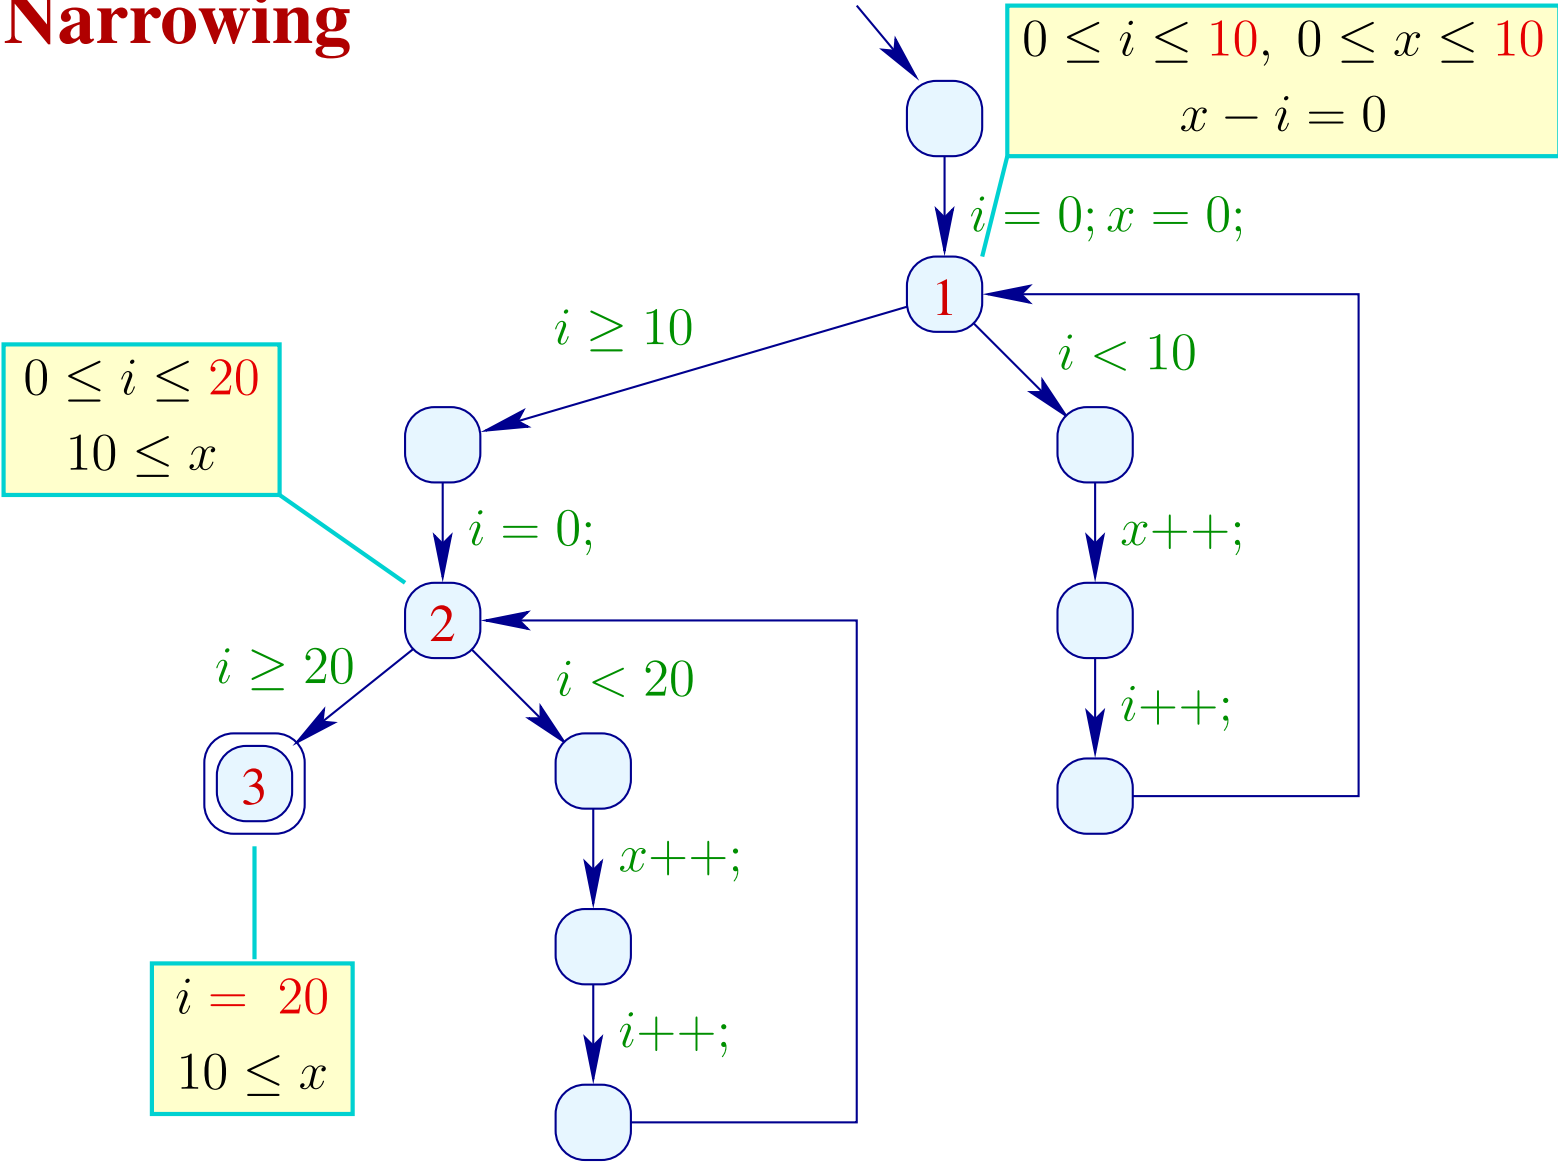 Narrowing
0 ≤ i ≤ 10, 0 ≤ x ≤ 10
x − i = 0
i = 0; x = 0;
1
i ≥ 10
i < 10
0 ≤ i ≤ 20
10 ≤ x
i = 0;
x++;
2
i ≥ 20
i < 20
i++;
3
x++;
i = 20
10 ≤ x
i++;